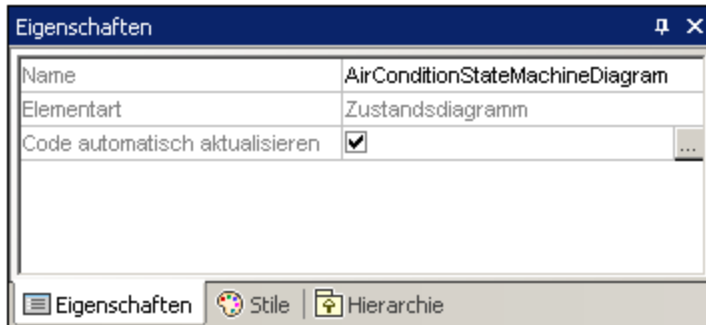 Eigenschaften
Name AirConditionStateMachineDiagram
Elementart Zustandsdiagramm
Code automatisch aktualisieren ...
Eigenschaften Stile Hierarchie